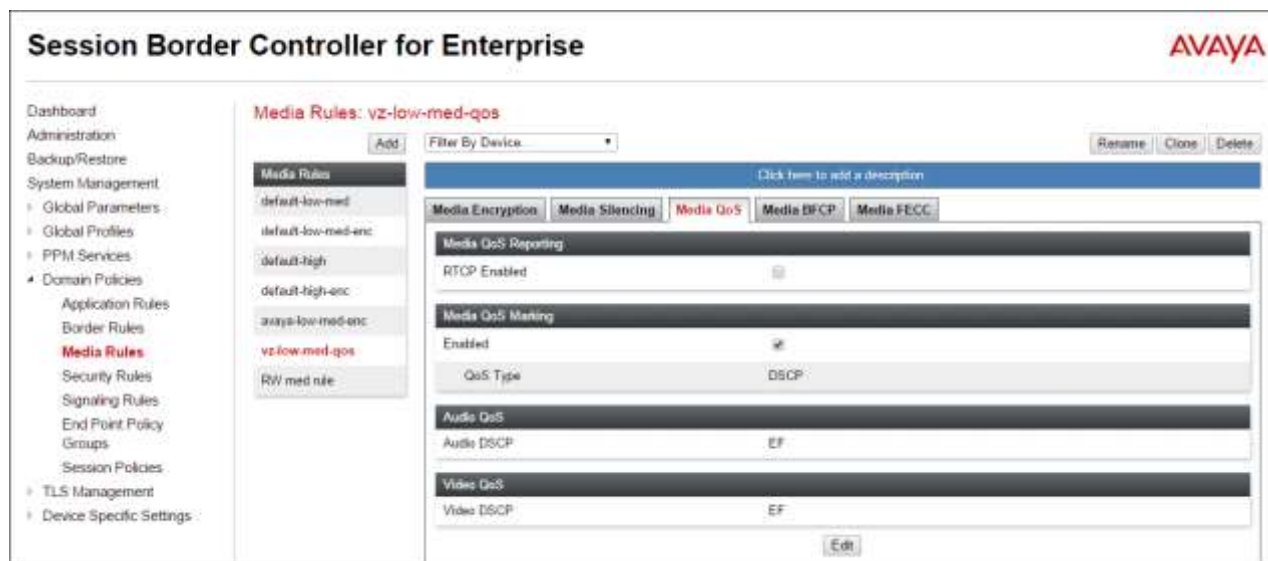 Session Border Controller for Enterprise
AVAYA
Dashboard
Administration
Backup/Restore
System Management
Global Parameters
Global Profiles
PPM Services
Domain Policies
Application Rules
Border Rules
Media Rules
Security Rules
Signaling Rules
End Point Policy
Groups
Session Policies
TLS Management
Device Specific Settings
Media Rules: vz-low-med-qos
Add
Filter By Device...
Rename Clone Delete
Media Rules
default-low-med
default-low-med-enc
default-high
default-high-enc
avaya-low-med-enc
vz-low-med-qos
RW med rule
Click here to add a description.
Media Encryption Media Silencing Media QoS Media BFCP Media FECC
Media QoS Reporting
RTCP Enabled
Media QoS Marking
Enabled
QoS Type DSCP
Audio QoS
Audio DSCP EF
Video QoS
Video DSCP EF
Edit